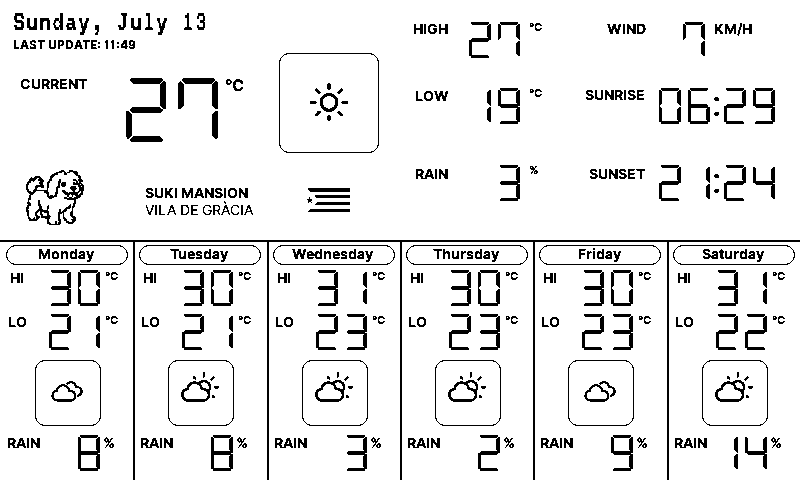 Sunday, July 13
LAST UPDATE: 11:49
CURRENT 27 °C
HIGH 27 °C
LOW 19 °C
RAIN 3 %
WIND 7 KM/H
SUNRISE 06:29
SUNSET 21:24
SUKI MANSION
VILA DE GRÀCIA
Monday
HI 30 °C
LO 21 °C
RAIN 8 %
Tuesday
HI 30 °C
LO 21 °C
RAIN 8 %
Wednesday
HI 31 °C
LO 23 °C
RAIN 3 %
Thursday
HI 30 °C
LO 23 °C
RAIN 2 %
Friday
HI 30 °C
LO 23 °C
RAIN 9 %
Saturday
HI 31 °C
LO 22 °C
RAIN 14 %